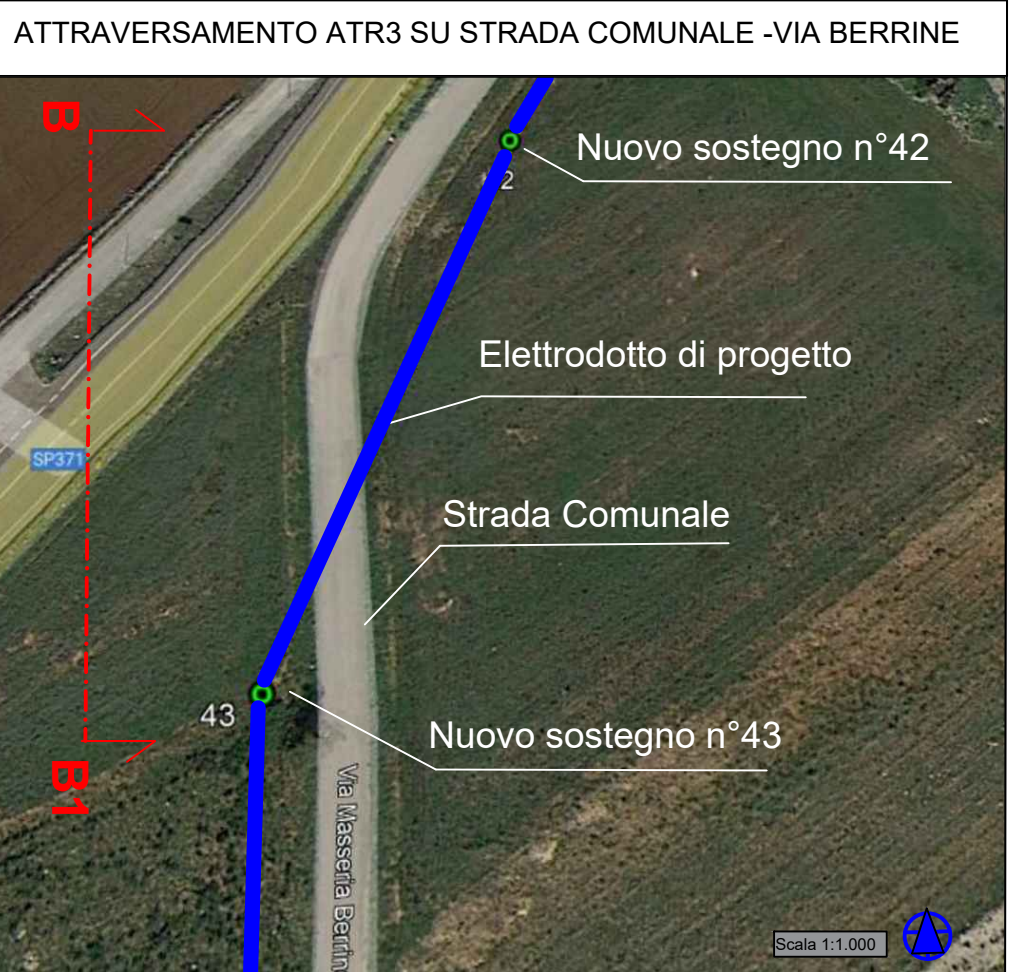 ATTRAVERSAMENTO ATR3 SU STRADA COMUNALE -VIA BERRINE
B
Nuovo sostegno n°42
Elettrodotto di progetto
SP371
Strada Comunale
43
Nuovo sostegno n°43
B1
Via Masseria Berrin
Scala 1:1.000